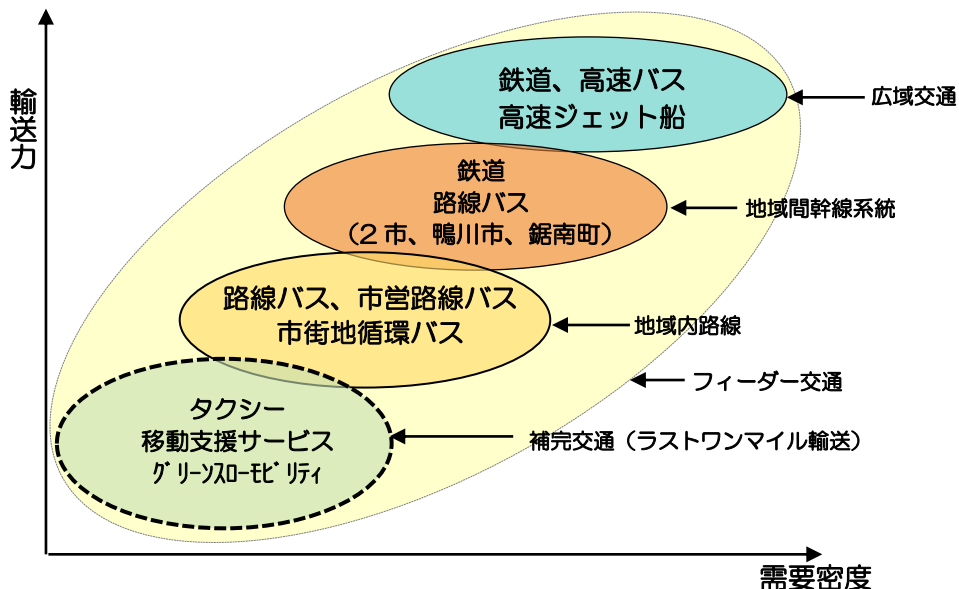 輸送力
鉄道、高速バス
高速ジェット船
広域交通
鉄道
路線バス
（２市、鴨川市、鋸南町）
地域間幹線系統
路線バス、市営路線バス
市街地循環バス
地域内路線
フィーダー交通
タクシー
移動支援サービス
ｸﾞﾘｰﾝｽﾛｰﾓﾋﾞﾘﾃｨ
補完交通（ラストワンマイル輸送）
需要密度